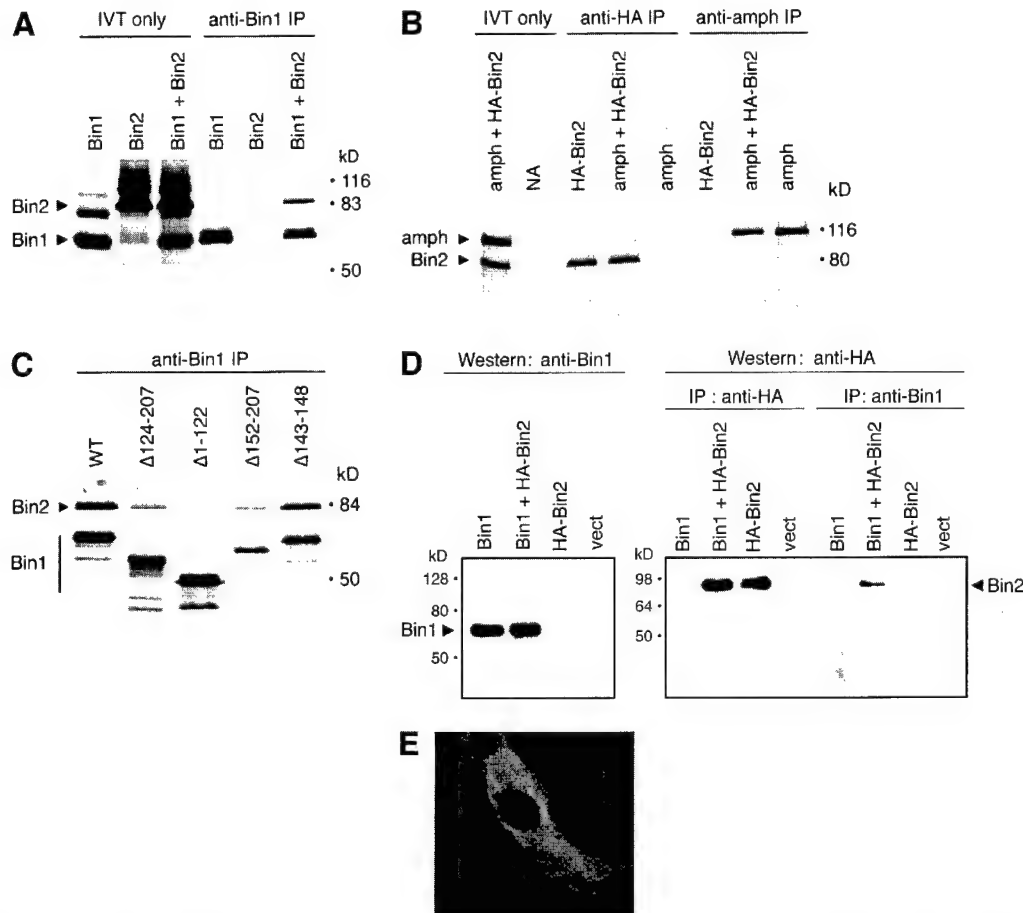 A
IVT only anti-Bin1 IP
Bin1 Bin2 Bin1 + Bin2 Bin1 Bin2 Bin1 + Bin2
kD
116
Bin2 83
Bin1
50
B
IVT only anti-HA IP anti-amph IP
amph + HA-Bin2 NA HA-Bin2 amph + HA-Bin2 amph HA-Bin2 amph + HA-Bin2 amph
kD
amph 116
Bin2 80
C
anti-Bin1 IP
WT Δ124-207 Δ1-122 Δ152-207 Δ143-148
kD
Bin2 84
Bin1
50
D
Western: anti-Bin1
Bin1 Bin1 + HA-Bin2 HA-Bin2 vect
kD
128
80
Bin1
50
Western: anti-HA
IP : anti-HA IP: anti-Bin1
Bin1 Bin1 + HA-Bin2 HA-Bin2 vect Bin1 Bin1 + HA-Bin2 HA-Bin2 vect
kD
98 Bin2
64
50
E